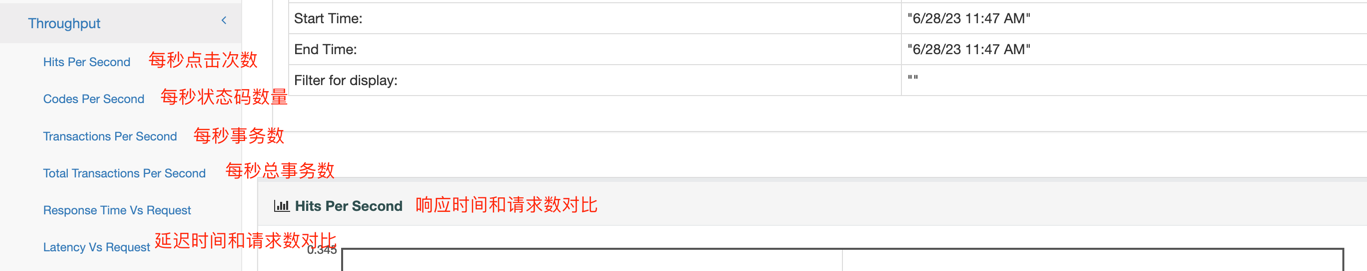 Throughput
Hits Per Second 每秒点击次数
Codes Per Second 每秒状态码数量
Transactions Per Second 每秒事务数
Total Transactions Per Second 每秒总事务数
Response Time Vs Request
Latency Vs Request 延迟时间和请求数对比
Start Time: "6/28/23 11:47 AM"
End Time: "6/28/23 11:47 AM"
Filter for display: ""
Hits Per Second 响应时间和请求数对比
0.345